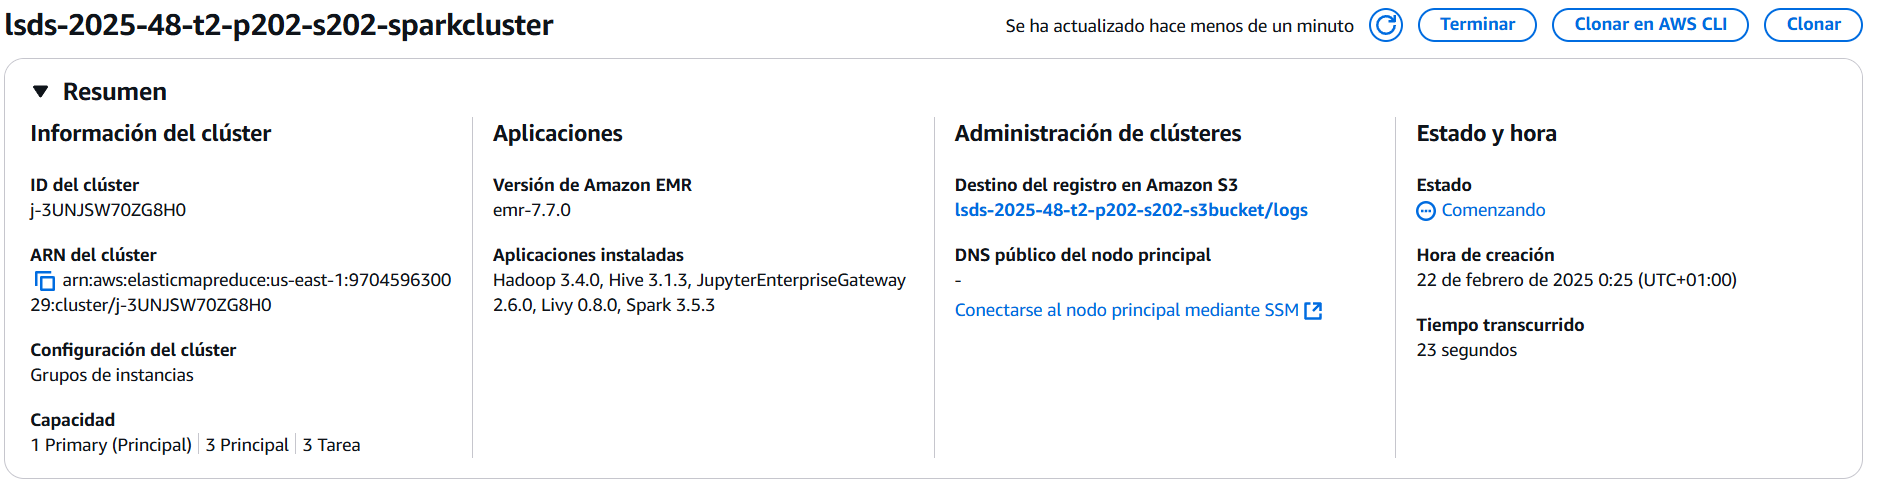 lsds-2025-48-t2-p202-s202-sparkcluster
Se ha actualizado hace menos de un minuto
Terminar
Clonar en AWS CLI
Clonar
Resumen
Información del clúster
ID del clúster
j-3UNJSW70ZG8H0
ARN del clúster
arn:aws:elasticmapreduce:us-east-1:9704596300
29:cluster/j-3UNJSW70ZG8H0
Configuración del clúster
Grupos de instancias
Capacidad
1 Primary (Principal) | 3 Principal | 3 Tarea
Aplicaciones
Versión de Amazon EMR
emr-7.7.0
Aplicaciones instaladas
Hadoop 3.4.0, Hive 3.1.3, JupyterEnterpriseGateway
2.6.0, Livy 0.8.0, Spark 3.5.3
Administración de clústeres
Destino del registro en Amazon S3
lsds-2025-48-t2-p202-s202-s3bucket/logs
DNS público del nodo principal
-
Conectarse al nodo principal mediante SSM
Estado y hora
Estado
Comenzando
Hora de creación
22 de febrero de 2025 0:25 (UTC+01:00)
Tiempo transcurrido
23 segundos